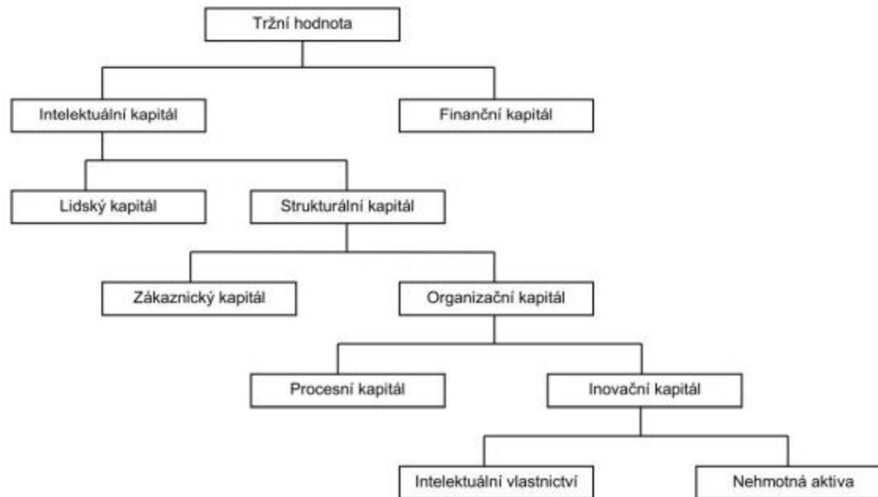 Tržní hodnota
Intelektuální kapitál
Finanční kapitál
Lidský kapitál
Strukturální kapitál
Zákaznický kapitál
Organizační kapitál
Procesní kapitál
Inovační kapitál
Intelektuální vlastnictví
Nehmotná aktiva